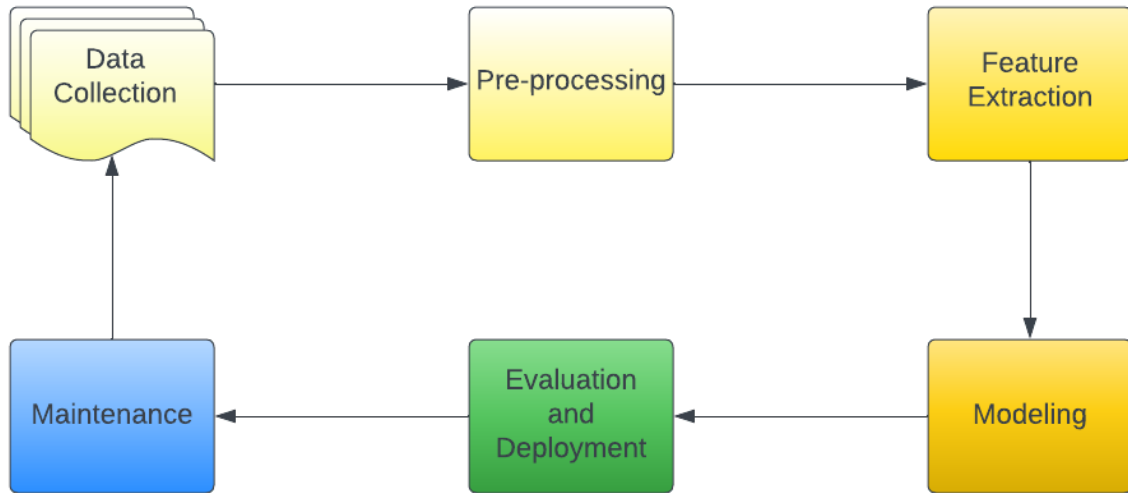 Data
Collection
Pre-processing
Feature
Extraction
Maintenance
Evaluation
and
Deployment
Modeling